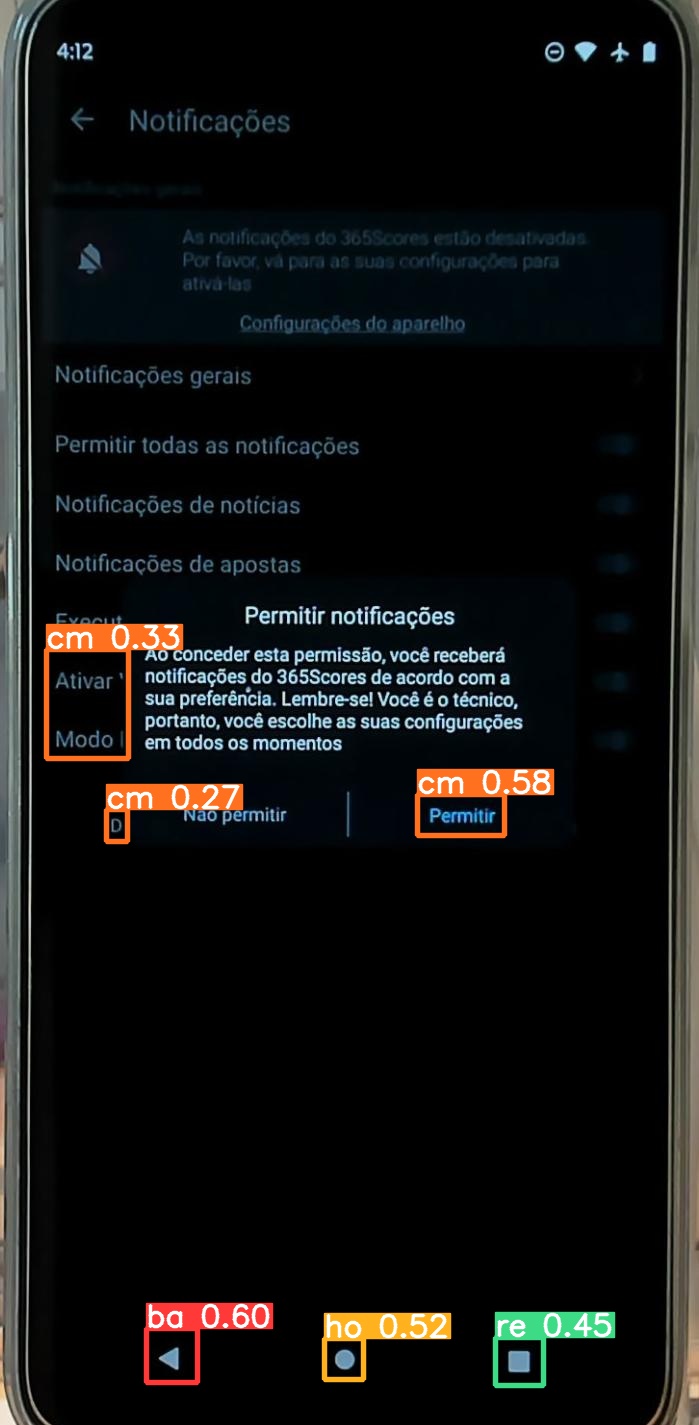 4:12
Notificações
Notificações gerais
As notificações do 365Scores estão desativadas.
Por favor, vá para as suas configurações para
ativá-las
Configurações do aparelho
Notificações gerais
Permitir todas as notificações
Notificações de notícias
Notificações de apostas
Execut
Permitir notificações
cm 0.33
Ao conceder esta permissão, você receberá
notificações do 365Scores de acordo com a
sua preferência. Lembre-se! Você é o técnico,
portanto, você escolhe as suas configurações
em todos os momentos
Ativar
Modo
cm 0.27
D
Não permitir
cm 0.58
Permitir
ba 0.60
ho 0.52
re 0.45